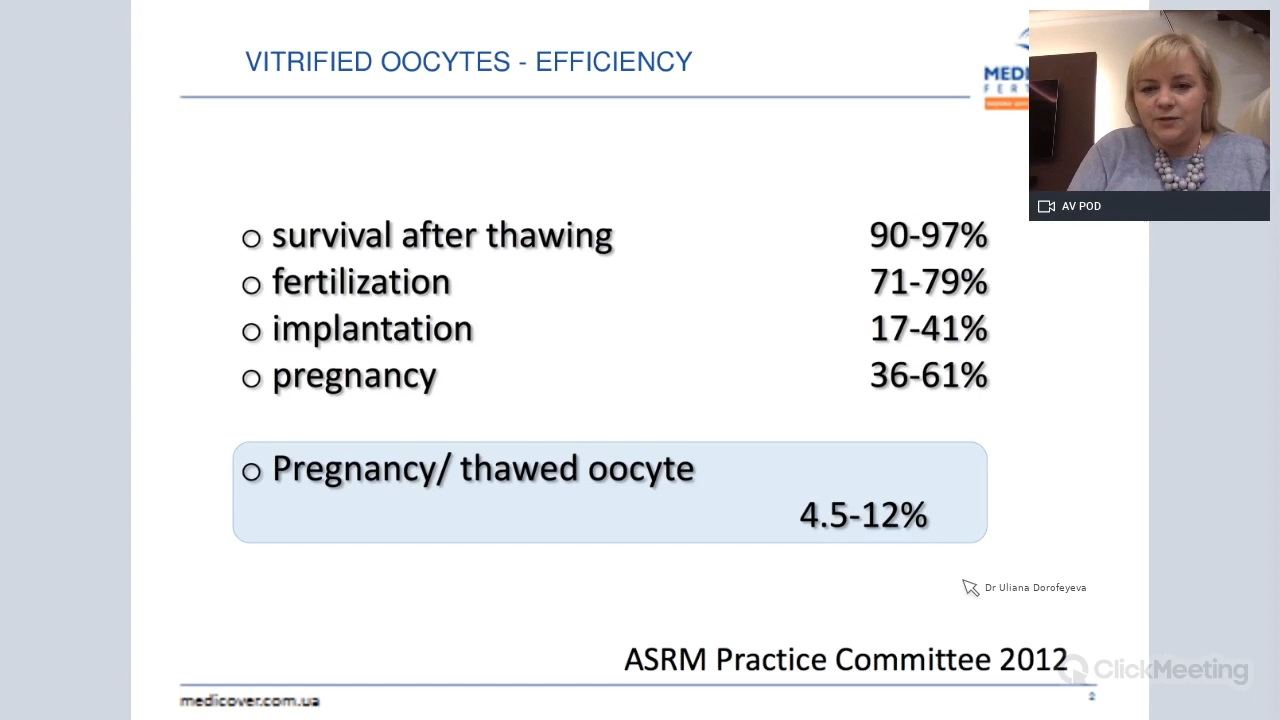 VITRIFIED OOCYTES - EFFICIENCY
AV POD
o survival after thawing 90-97%
o fertilization 71-79%
o implantation 17-41%
o pregnancy 36-61%
o Pregnancy/ thawed oocyte
4.5-12%
Dr Uliana Dorofeyeva
ASRM Practice Committee 2012
ClickMeeting
medicover.com.ua